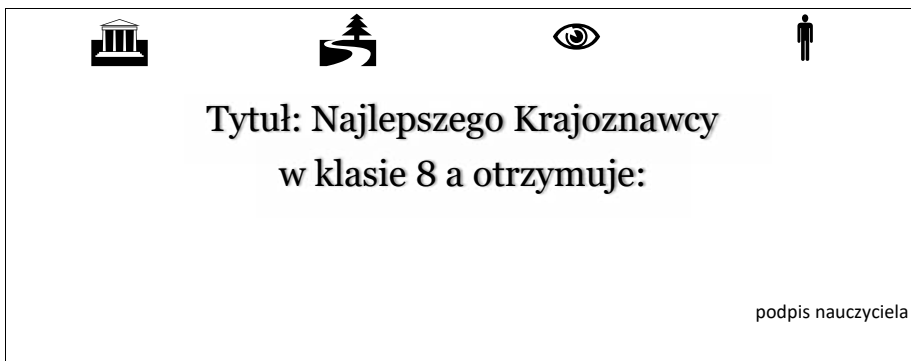 Tytuł: Najlepszego Krajoznawcy
w klasie 8 a otrzymuje:
podpis nauczyciela